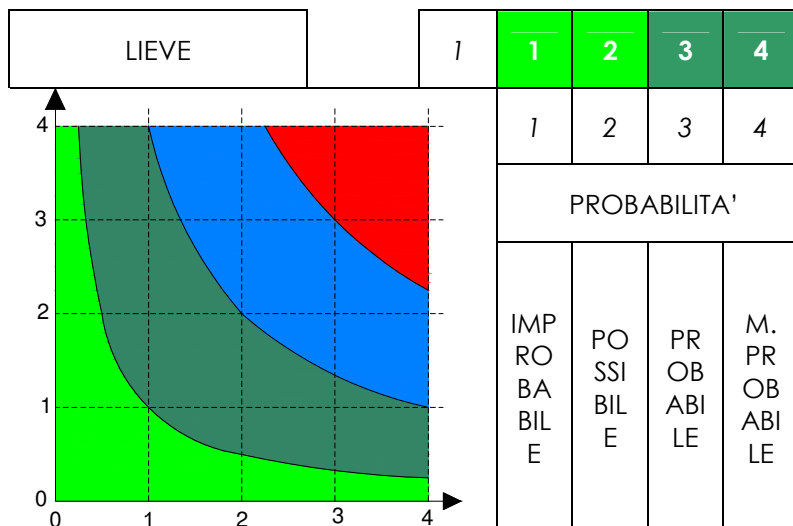 LIEVE 1 1 2 3 4
4 1 2 3 4
3 PROBABILITA'
2
1
0
0 1 2 3 4
IMP
RO
BA
BIL
E
PO
SSI
BIL
E
PR
OB
ABI
LE
M.
PR
OB
ABI
LE